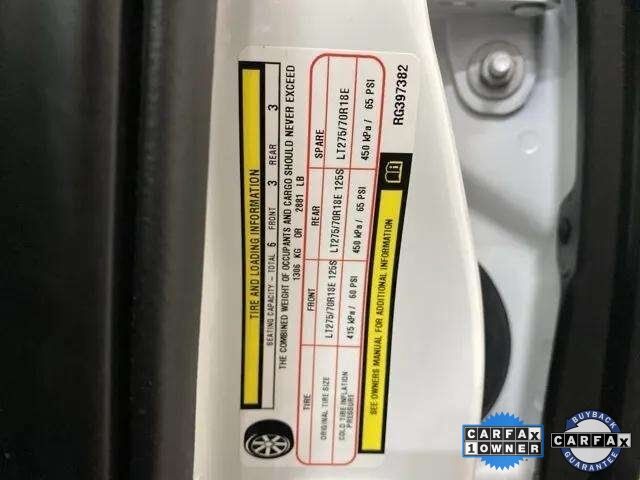 TIRE AND LOADING INFORMATION
SEATING CAPACITY - TOTAL 6 FRONT 3 REAR 3
THE COMBINED WEIGHT OF OCCUPANTS AND CARGO SHOULD NEVER EXCEED
1306 KG OR 2881 LB
TIRE FRONT REAR SPARE
ORIGINAL TIRE SIZE LT275/70R18E 125S LT275/70R18E 125S LT275/70R18E
COLD TIRE INFLATION PRESSURE 415 kPa / 60 PSI 450 kPa / 65 PSI 450 kPa / 65 PSI
SEE OWNERS MANUAL FOR ADDITIONAL INFORMATION
RG397382
CARFAX
1OWNER
BUYBACK
CARFAX
GUARANTEE